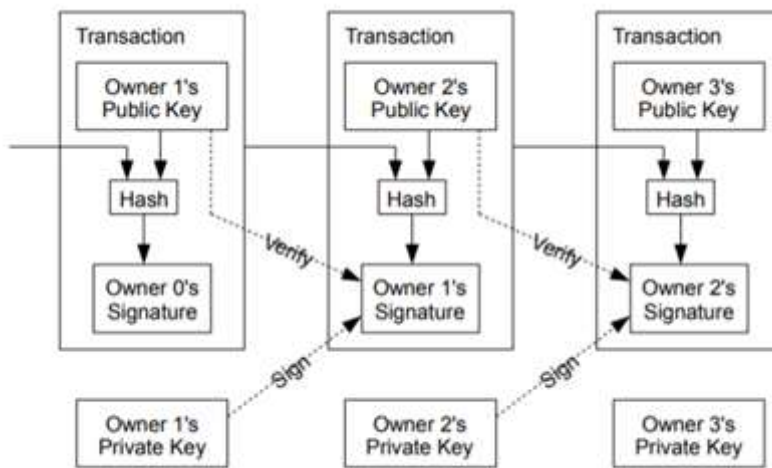 Transaction
Owner 1's
Public Key
Hash
Owner 0's
Signature
Transaction
Owner 2's
Public Key
Hash
Verify
Owner 1's
Signature
Transaction
Owner 3's
Public Key
Hash
Verify
Owner 2's
Signature
Sign
Sign
Owner 1's
Private Key
Owner 2's
Private Key
Owner 3's
Private Key